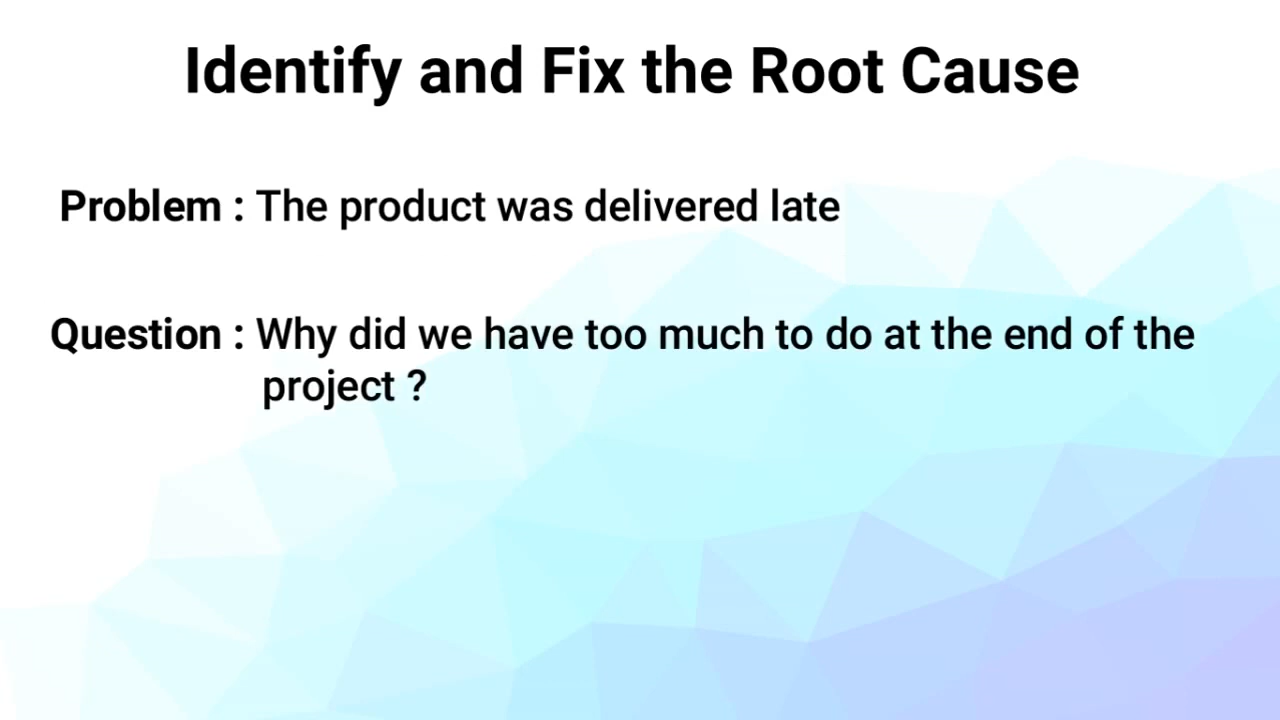 Identify and Fix the Root Cause
Problem : The product was delivered late
Question : Why did we have too much to do at the end of the
project ?